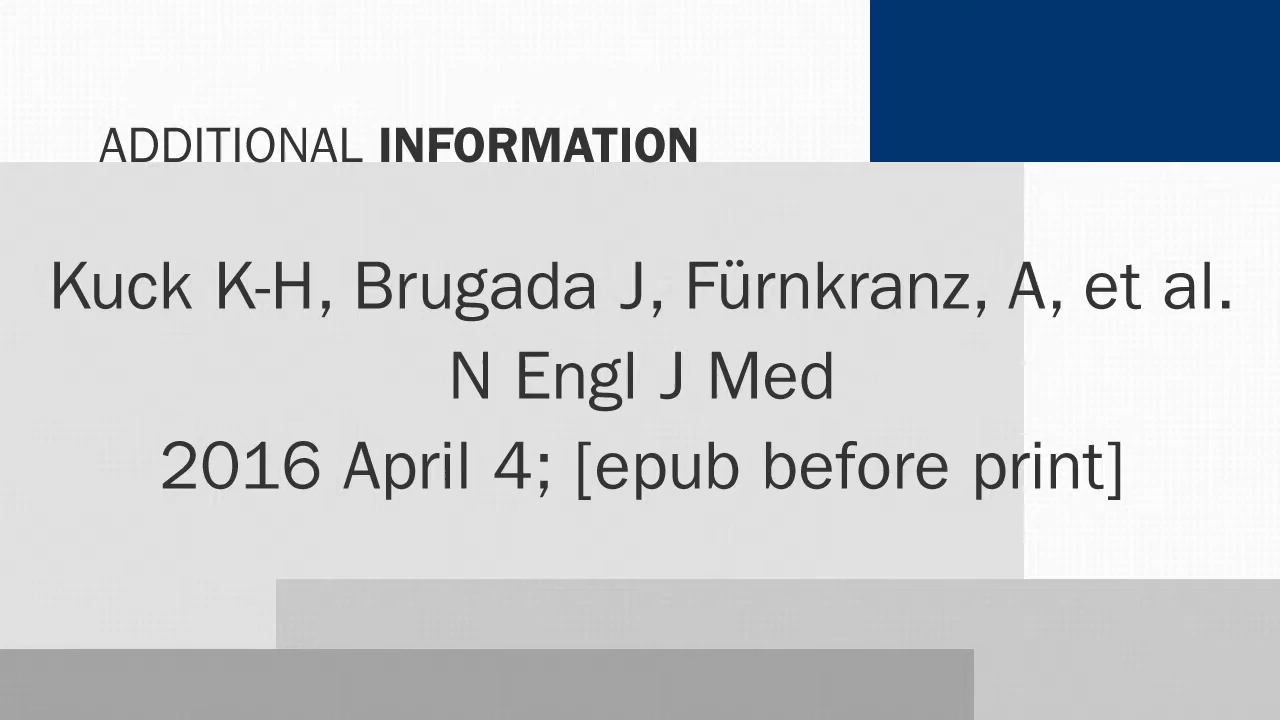 ADDITIONAL INFORMATION
Kuck K-H, Brugada J, Fürnkranz, A, et al.
N Engl J Med
2016 April 4; [epub before print]